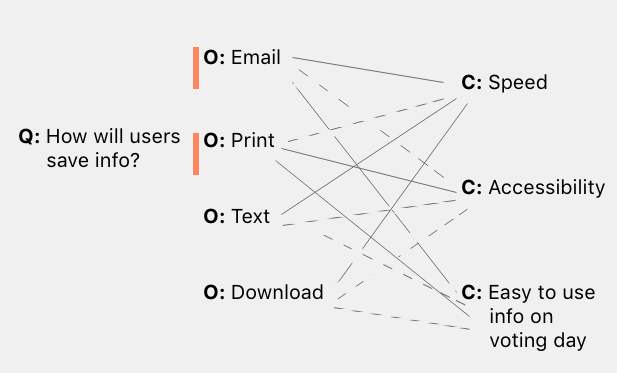 O: Email
C: Speed
Q: How will users
save info?
O: Print
C: Accessibility
O: Text
O: Download
C: Easy to use
info on
voting day